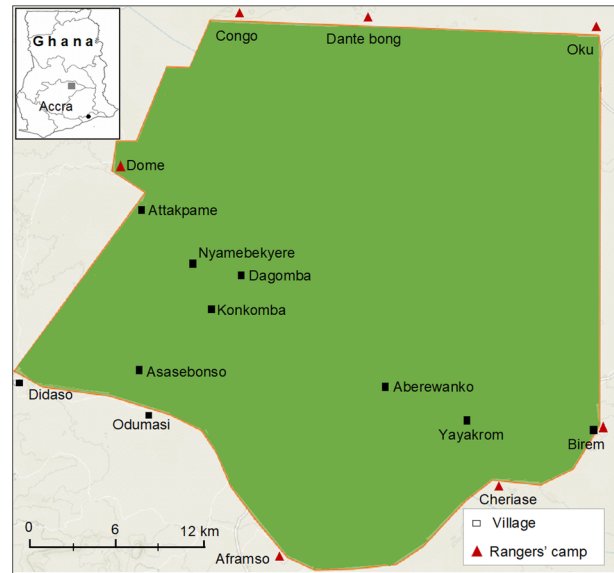 Ghana
Accra
Congo
Dante bong
Oku
Dome
Attakpame
Nyamebekyere
Dagomba
Konkomba
Asasebonso
Aberewanko
Didaso
Odumasi
Yayakrom
Birem
Cheriase
Aframso
0 6 12 km
Village
Rangers' camp